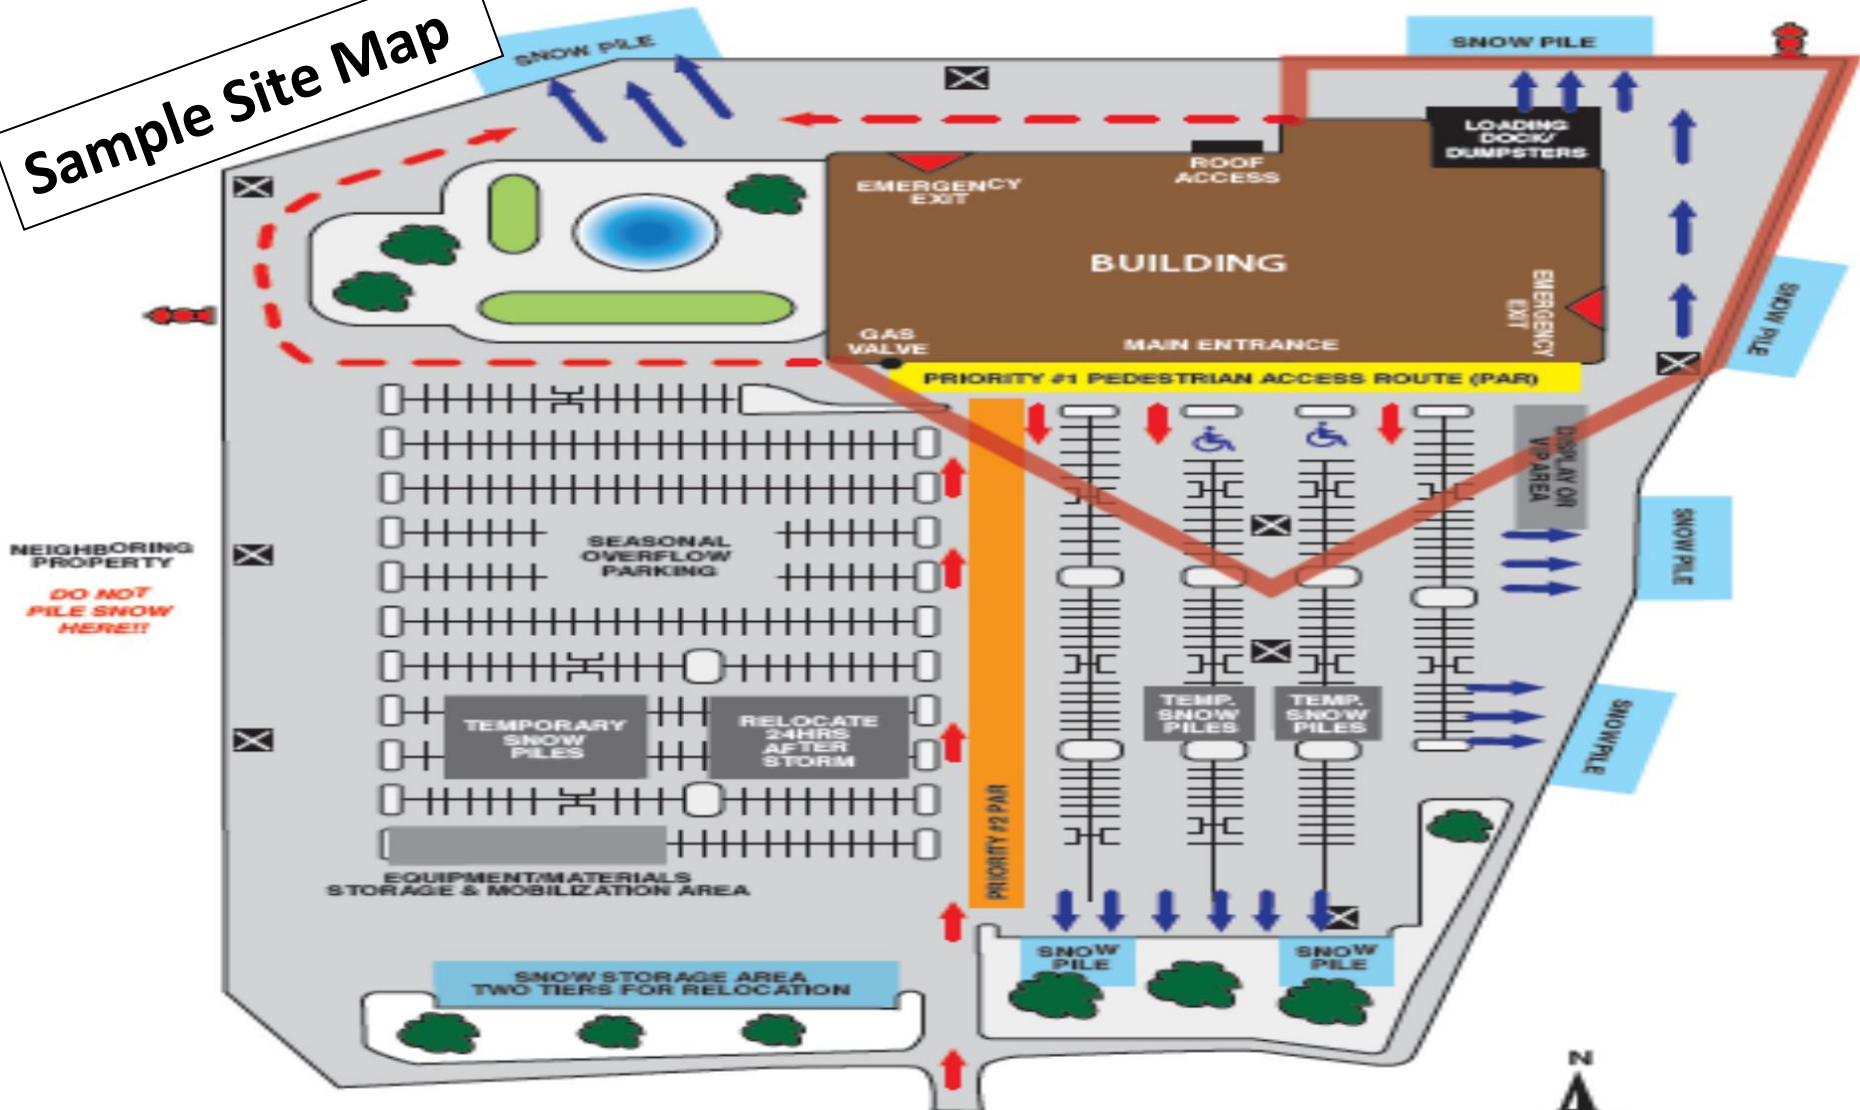 Sample Site Map
SNOW PILE
SNOW PILE
LOADING
DOCK/
DUMPSTERS
ROOF
ACCESS
EMERGENCY
EXIT
BUILDING
EMERGENCY
EXIT
SNOW PILE
GAS
VALVE
MAIN ENTRANCE
PRIORITY #1 PEDESTRIAN ACCESS ROUTE (PAR)
DISPLAY OR
VIP AREA
NEIGHBORING
PROPERTY
DO NOT
PILE SNOW
HERE!!
SEASONAL
OVERFLOW
PARKING
SNOW PILE
TEMPORARY
SNOW
PILES
RELOCATE
24HRS
AFTER
STORM
TEMP.
SNOW
PILES
TEMP.
SNOW
PILES
SNOW PILE
PRIORITY #2 PAR
EQUIPMENT/MATERIALS
STORAGE & MOBILIZATION AREA
SNOW
PILE
SNOW
PILE
SNOW STORAGE AREA
TWO TIERS FOR RELOCATION
N